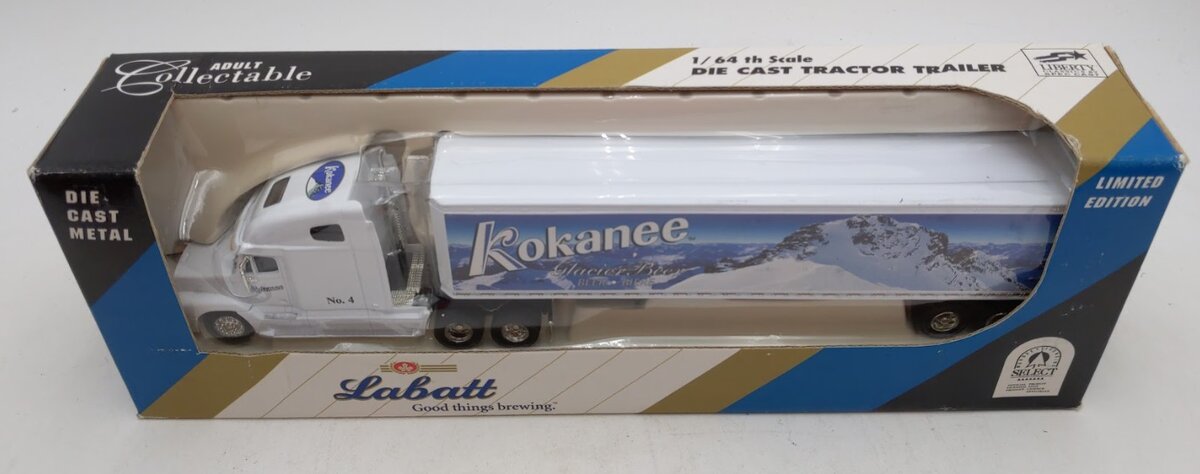 ADULT
Collectable
1/64 th Scale
DIE CAST TRACTOR TRAILER
LIBERTY
DIE
CAST
METAL
LIMITED
EDITION
Kokanee
Kokanee
Glacier Beer
No. 4
Labatt
Good things brewing.™
SELECT